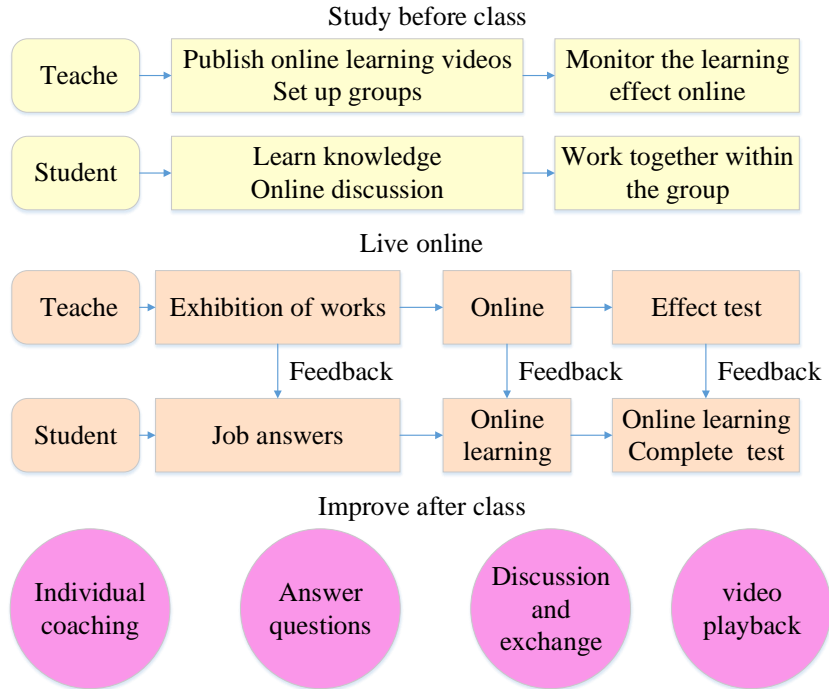 Study before class
Teache
Publish online learning videos
Set up groups
Monitor the learning
effect online
Student
Learn knowledge
Online discussion
Work together within
the group
Live online
Teache
Exhibition of works
Online
Effect test
Feedback
Feedback
Feedback
Student
Job answers
Online
learning
Online learning
Complete test
Improve after class
Individual
coaching
Answer
questions
Discussion
and
exchange
video
playback